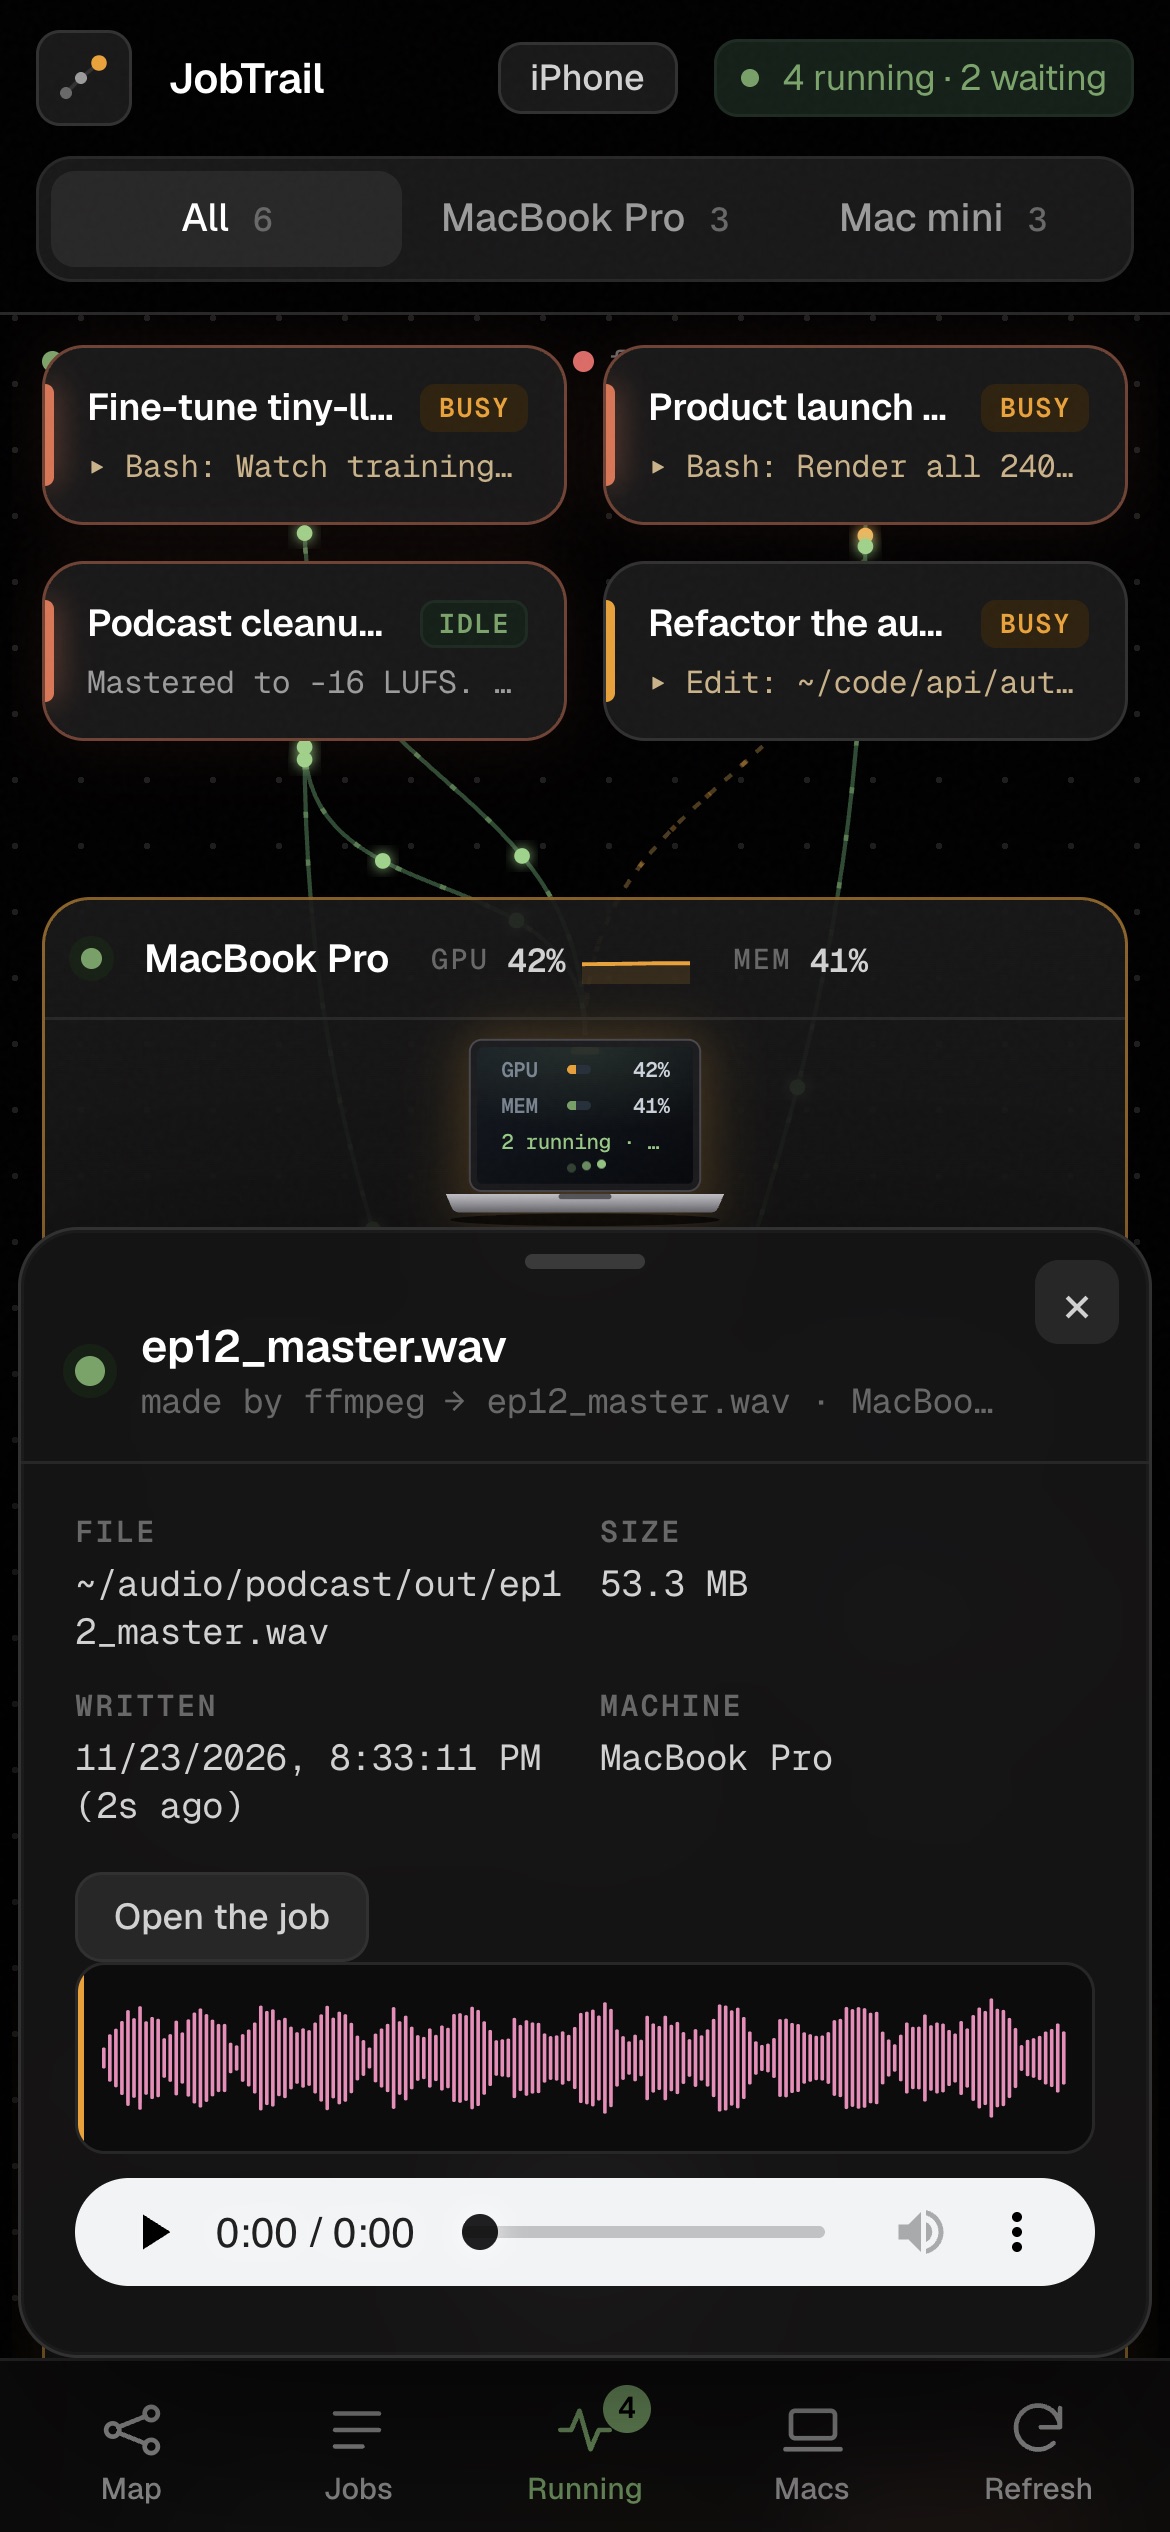 JobTrail
iPhone
4 running · 2 waiting
All 6
MacBook Pro 3
Mac mini 3
Fine-tune tiny-ll…
BUSY
▸ Bash: Watch training…
Product launch …
BUSY
▸ Bash: Render all 240…
Podcast cleanu…
IDLE
Mastered to -16 LUFS. …
Refactor the au…
BUSY
▸ Edit: ~/code/api/aut…
MacBook Pro
GPU 42%
MEM 41%
GPU 42%
MEM 41%
2 running · …
×
ep12_master.wav
made by ffmpeg → ep12_master.wav · MacBoo…
FILE
~/audio/podcast/out/ep1
2_master.wav
SIZE
53.3 MB
WRITTEN
11/23/2026, 8:33:11 PM
(2s ago)
MACHINE
MacBook Pro
Open the job
0:00 / 0:00
Map
Jobs
4
Running
Macs
Refresh